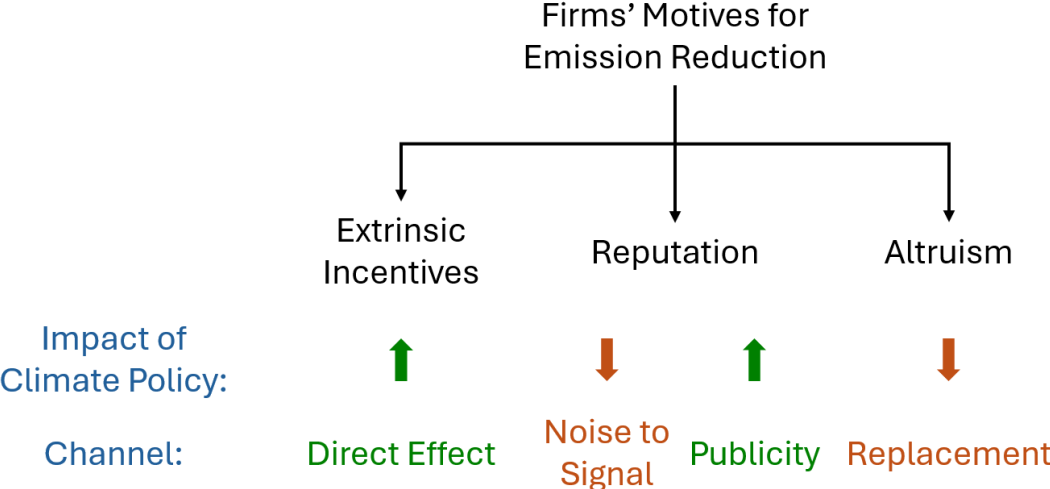 Firms’ Motives for
Emission Reduction
Extrinsic
Incentives
Reputation
Altruism
Impact of
Climate Policy:
Channel:
Direct Effect
Noise to
Signal
Publicity
Replacement